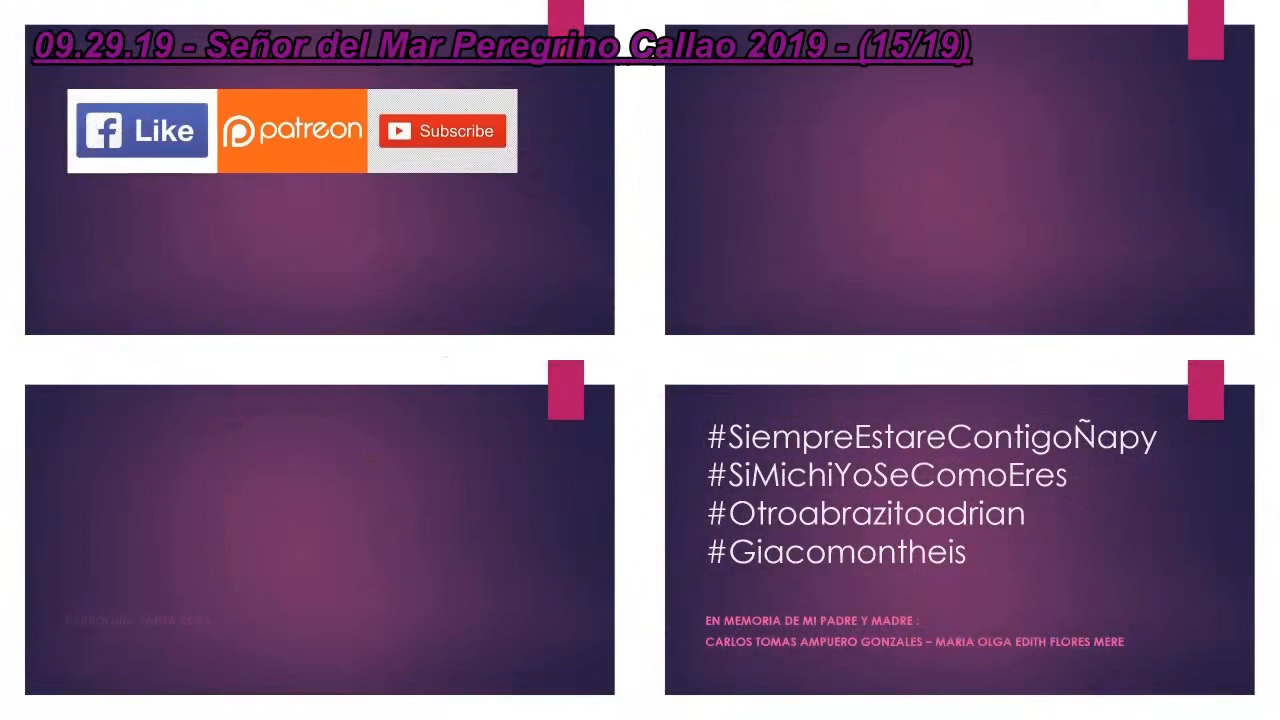 09.29.19 - Señor del Mar Peregrino Callao 2019 - (15/19)
Like patreon Subscribe
#SiempreEstareContigoÑapy
#SiMichiYoSeComoEres
#Otroabrazitoadrian
#Giacomontheis
EN MEMORIA DE MI PADRE Y MADRE :
CARLOS TOMAS AMPUERO GONZALES – MARIA OLGA EDITH FLORES MERE